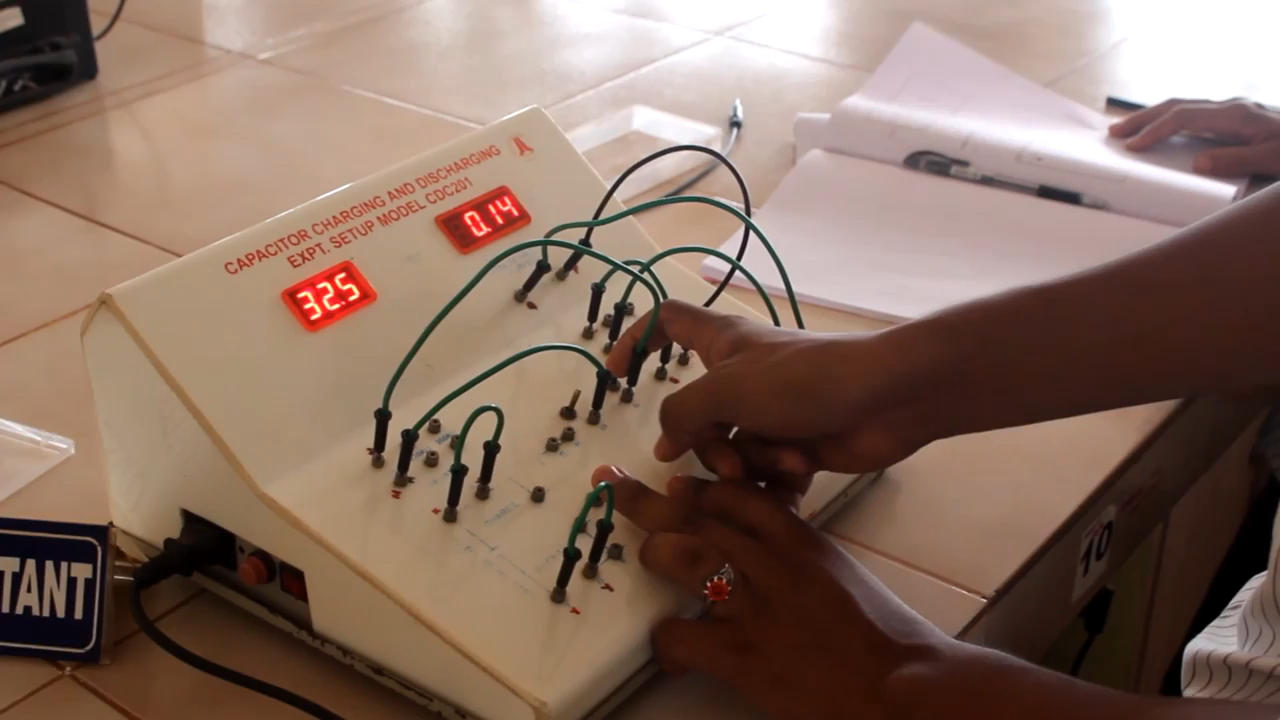 CAPACITOR CHARGING AND DISCHARGING
EXPT. SETUP MODEL CDC201
0.14
32.5
TANT
10